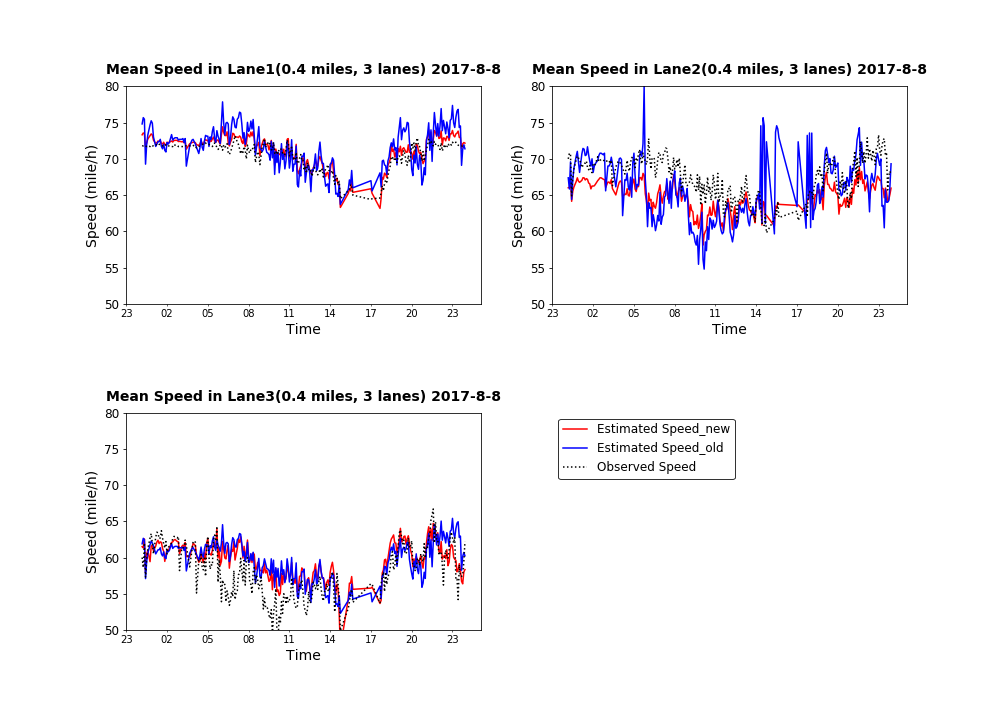 Mean Speed in Lane1(0.4 miles, 3 lanes) 2017-8-8
80
75
70
65
60
55
50
Speed (mile/h)
23 02 05 08 11 14 17 20 23
Time
Mean Speed in Lane2(0.4 miles, 3 lanes) 2017-8-8
80
75
70
65
60
55
50
Speed (mile/h)
23 02 05 08 11 14 17 20 23
Time
Mean Speed in Lane3(0.4 miles, 3 lanes) 2017-8-8
80
75
70
65
60
55
50
Speed (mile/h)
23 02 05 08 11 14 17 20 23
Time
Estimated Speed_new
Estimated Speed_old
Observed Speed